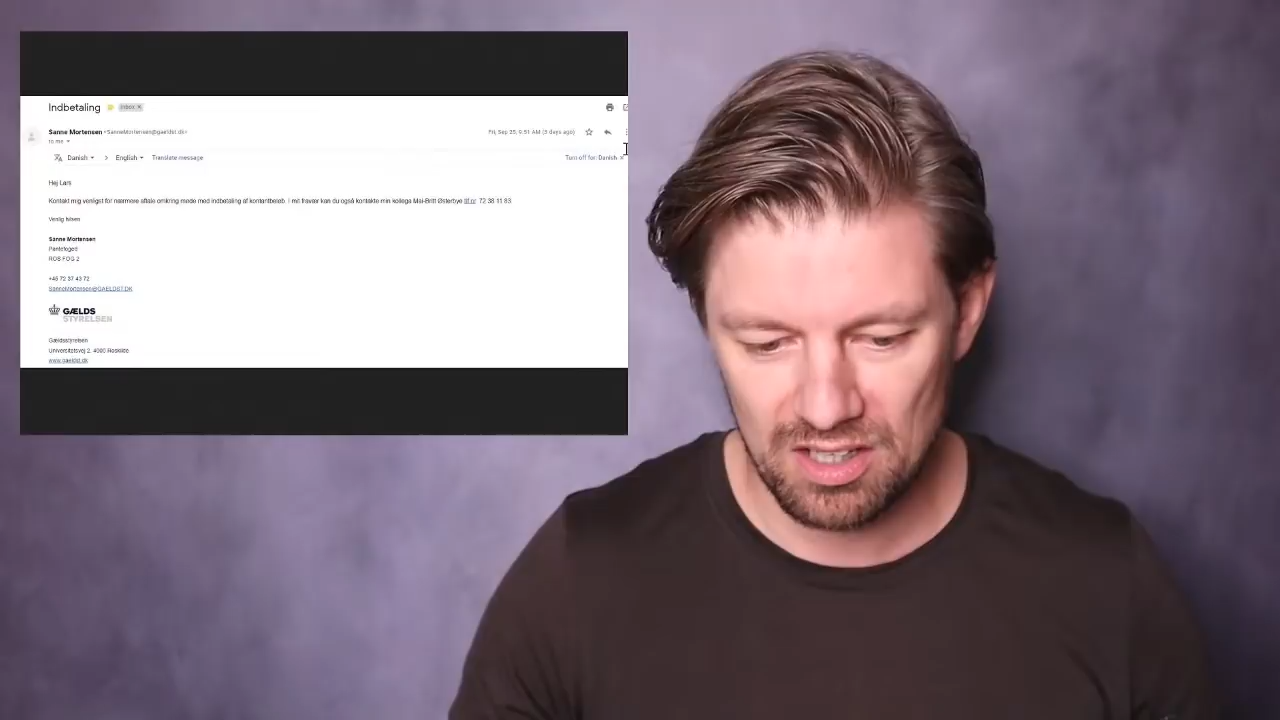 Indbetaling Inbox ×
Sanne Mortensen <SanneMortensen@gaeldst.dk>
Fri, Sep 25, 9:51 AM (3 days ago)
to me
Danish > English Translate message
Turn off for: Danish ×
Hej Lars
Kontakt mig venligst for nærmere aftale omkring møde med indbetaling af kontantbeløb. I mit fravær kan du også kontakte min kollega Mai-Britt Østerbye tlf.nr. 72 38 11 83.
Venlig hilsen
Sanne Mortensen
Pantefoged
ROS FOG 2
+45 72 37 43 72
SanneMortensen@GAELDST.DK
GÆLDS
STYRELSEN
Gældsstyrelsen
Universitetsvej 2, 4000 Roskilde
www.gaeldst.dk